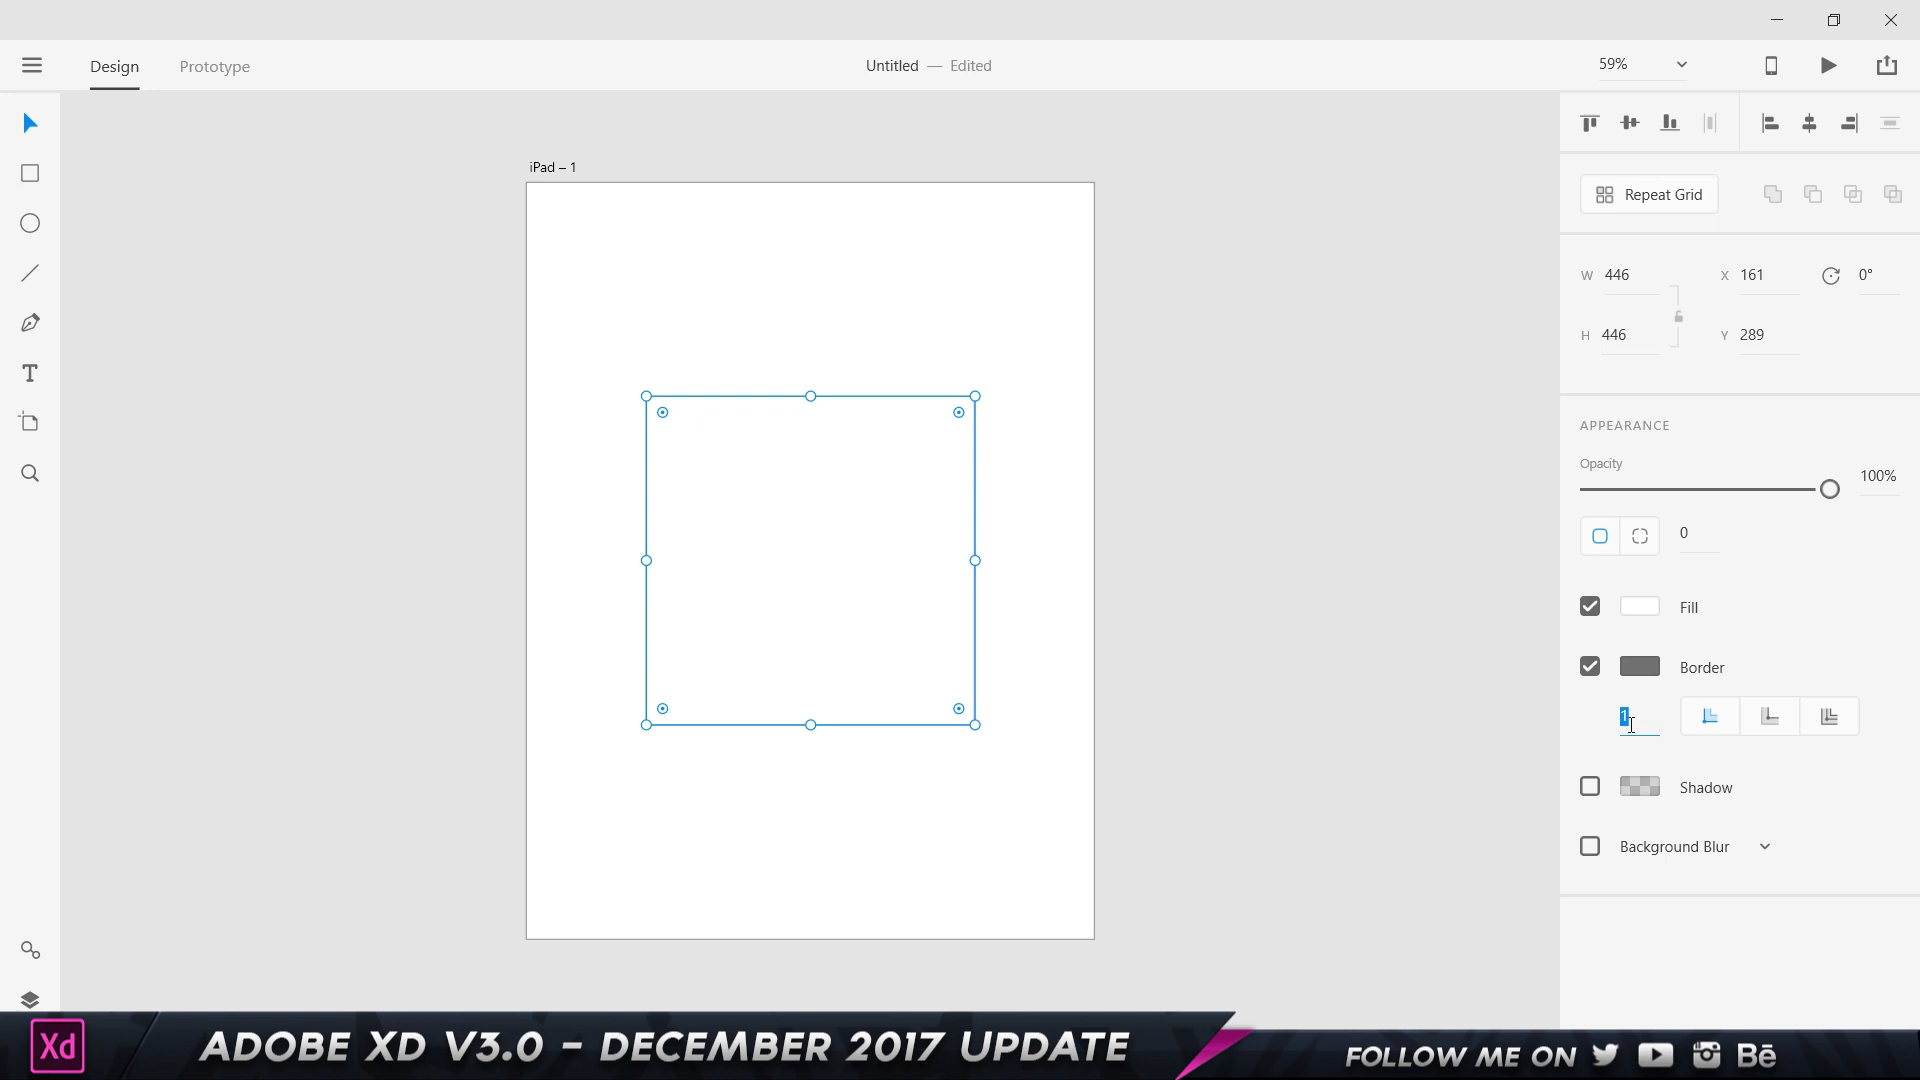 Design
Prototype
Untitled — Edited
59%
iPad – 1
Repeat Grid
W 446
X 161
0°
H 446
Y 289
APPEARANCE
Opacity
100%
0
Fill
Border
1
Shadow
Background Blur
Xd
ADOBE XD V3.0 - DECEMBER 2017 UPDATE
FOLLOW ME ON
Bē